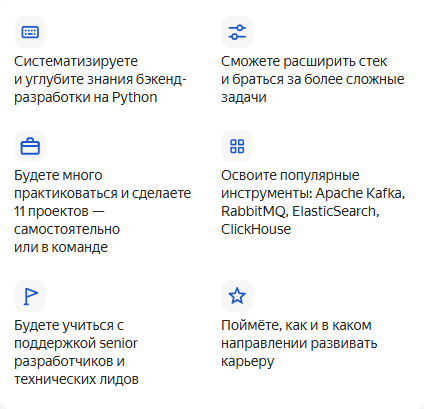 Систематизируете
и углубите знания бэкенд-
разработки на Python
Сможете расширить стек
и браться за более сложные
задачи
Будете много
практиковаться и сделаете
11 проектов —
самостоятельно
или в команде
Освоите популярные
инструменты: Apache Kafka,
RabbitMQ, ElasticSearch,
ClickHouse
Будете учиться с
поддержкой senior
разработчиков и
технических лидов
Поймёте, как и в каком
направлении развивать
карьеру